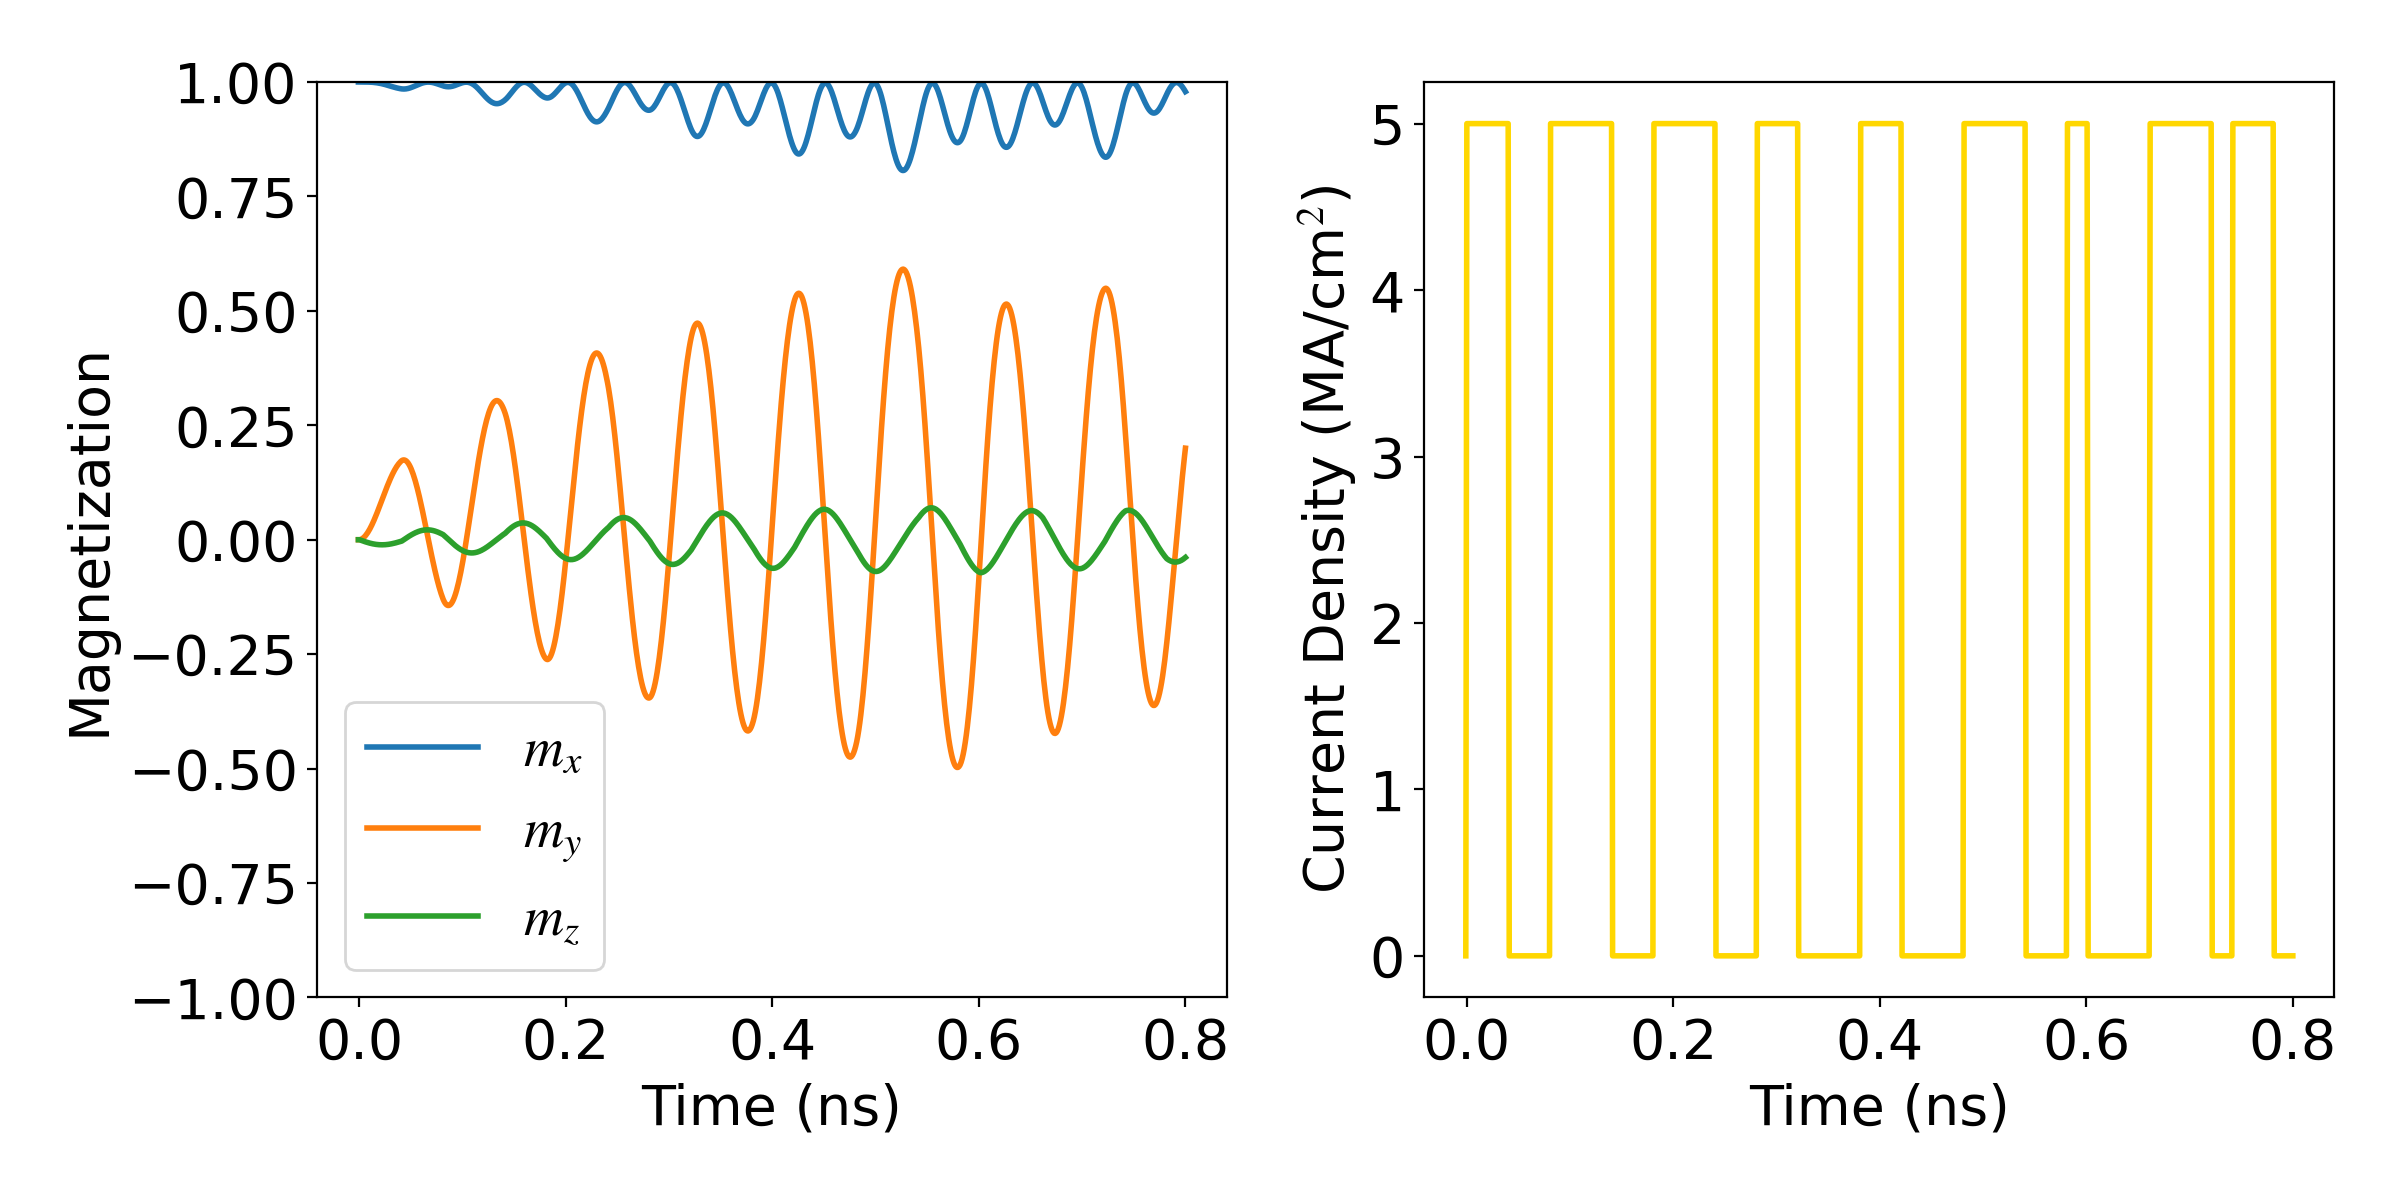 Magnetization
1.00
0.75
0.50
0.25
0.00
−0.25
−0.50
−0.75
−1.00
m_x
m_y
m_z
0.0 0.2 0.4 0.6 0.8
Time (ns)
Current Density (MA/cm²)
5
4
3
2
1
0
0.0 0.2 0.4 0.6 0.8
Time (ns)